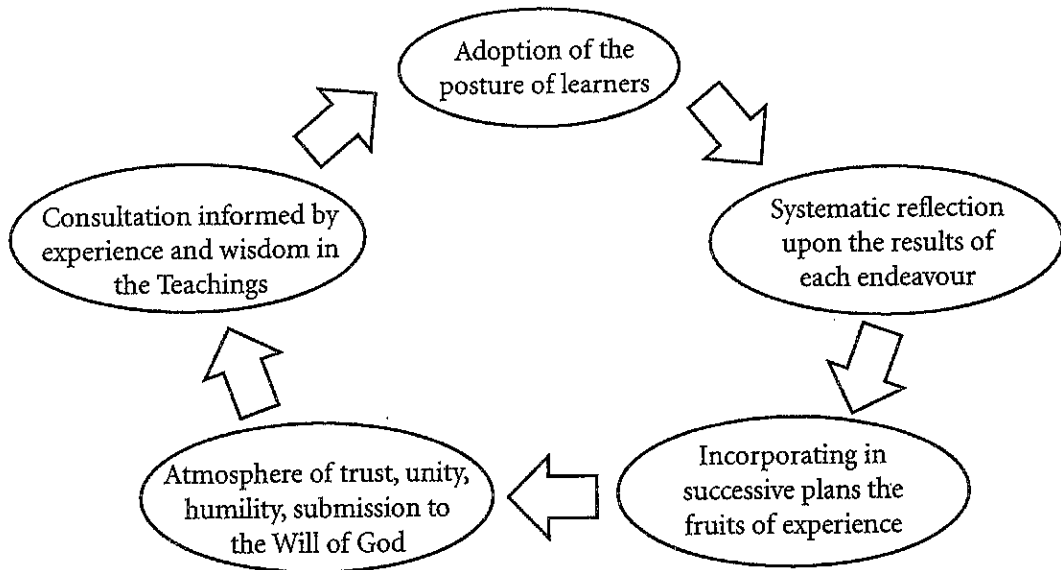 Adoption of the
posture of learners
Systematic reflection
upon the results of
each endeavour
Incorporating in
successive plans the
fruits of experience
Atmosphere of trust, unity,
humility, submission to
the Will of God
Consultation informed by
experience and wisdom in
the Teachings